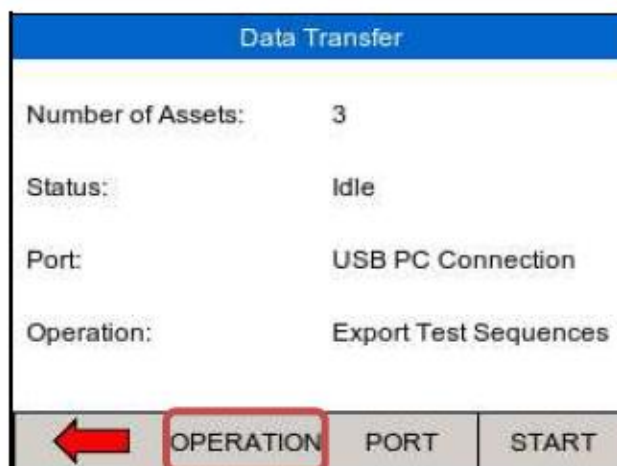 Data Transfer
Number of Assets: 3
Status: Idle
Port: USB PC Connection
Operation: Export Test Sequences
OPERATION PORT START